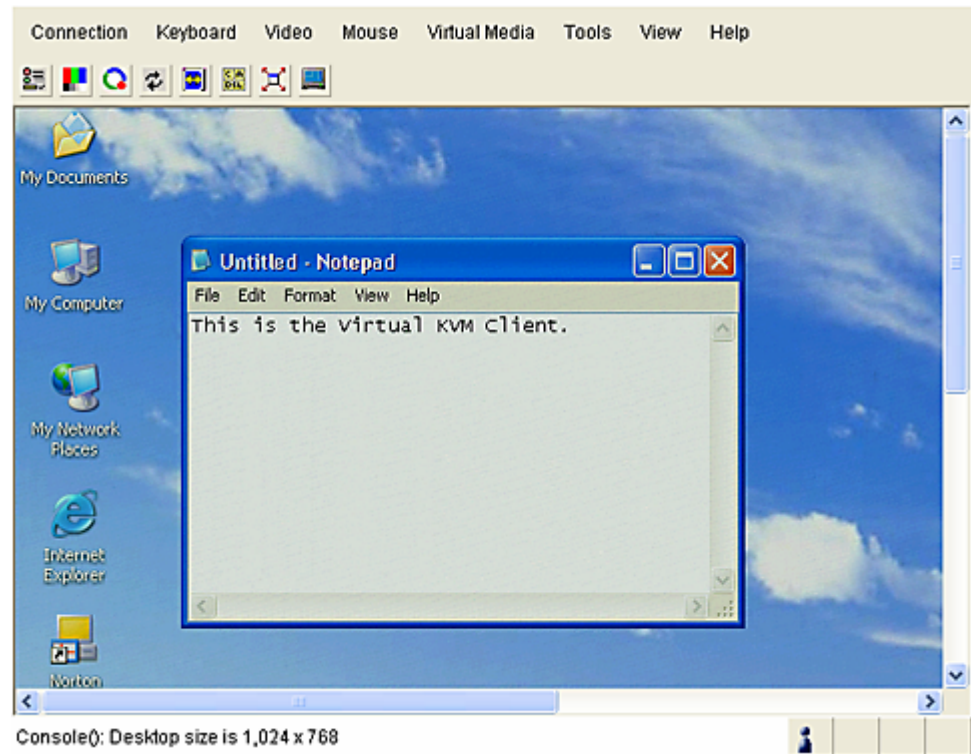 Connection Keyboard Video Mouse Virtual Media Tools View Help
My Documents
My Computer
My Network
Places
Internet
Explorer
Norton
Untitled - Notepad
File Edit Format View Help
This is the Virtual KVM Client.
Console(): Desktop size is 1,024 x 768